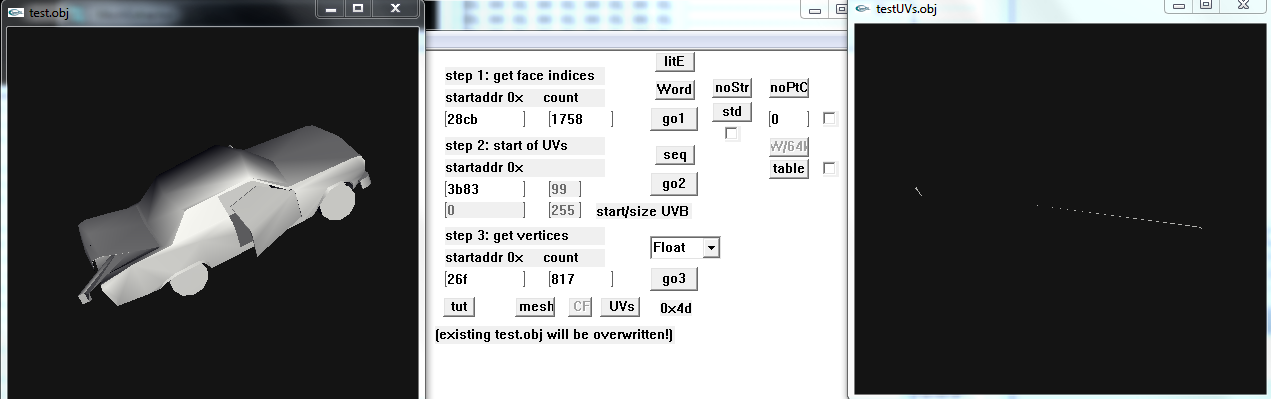 test.obj
step 1: get face indices
startaddr 0x count
28cb 1758
step 2: start of UVs
startaddr 0x
3b83 99
0 255 start/size UVB
step 3: get vertices
startaddr 0x count
26f 817
tut mesh CF UVs 0x4d
(existing test.obj will be overwritten!)
litE
Word noStr noPtC
go1 std 0
seq
table
go2
Float
go3
testUVs.obj